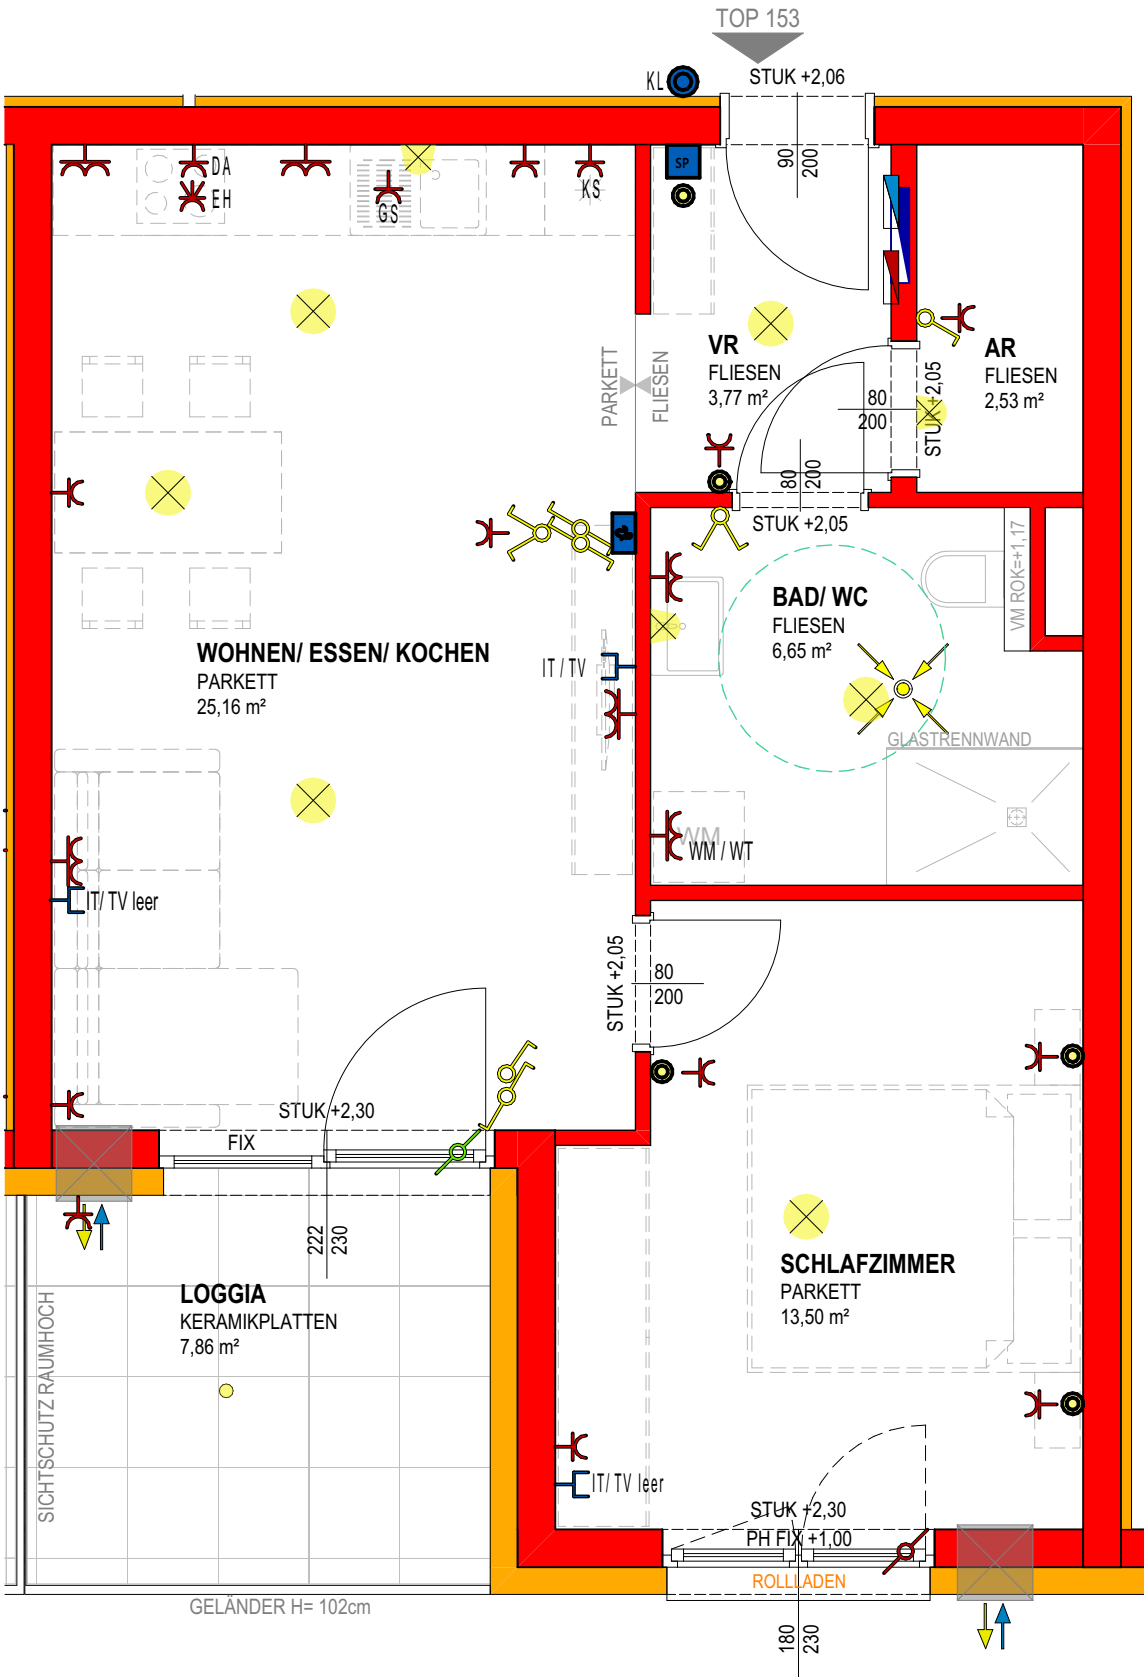 TOP 153
KL
STUK +2,06
90
200
SP
DA
EH
GS
KS
VR
FLIESEN
3,77 m²
AR
FLIESEN
2,53 m²
PARKETT
FLIESEN
80
200
STUK +2,05
80
200
STUK +2,05
VM ROK=+1,17
BAD/ WC
FLIESEN
6,65 m²
WOHNEN/ ESSEN/ KOCHEN
PARKETT
25,16 m²
IT / TV
GLASTRENNWAND
WM
WM / WT
IT/ TV leer
STUK +2,05
80
200
STUK +2,30
FIX
222
230
LOGGIA
KERAMIKPLATTEN
7,86 m²
SICHTSCHUTZ RAUMHOCH
SCHLAFZIMMER
PARKETT
13,50 m²
IT/ TV leer
STUK +2,30
PH FIX +1,00
ROLLLADEN
GELÄNDER H= 102cm
180
230